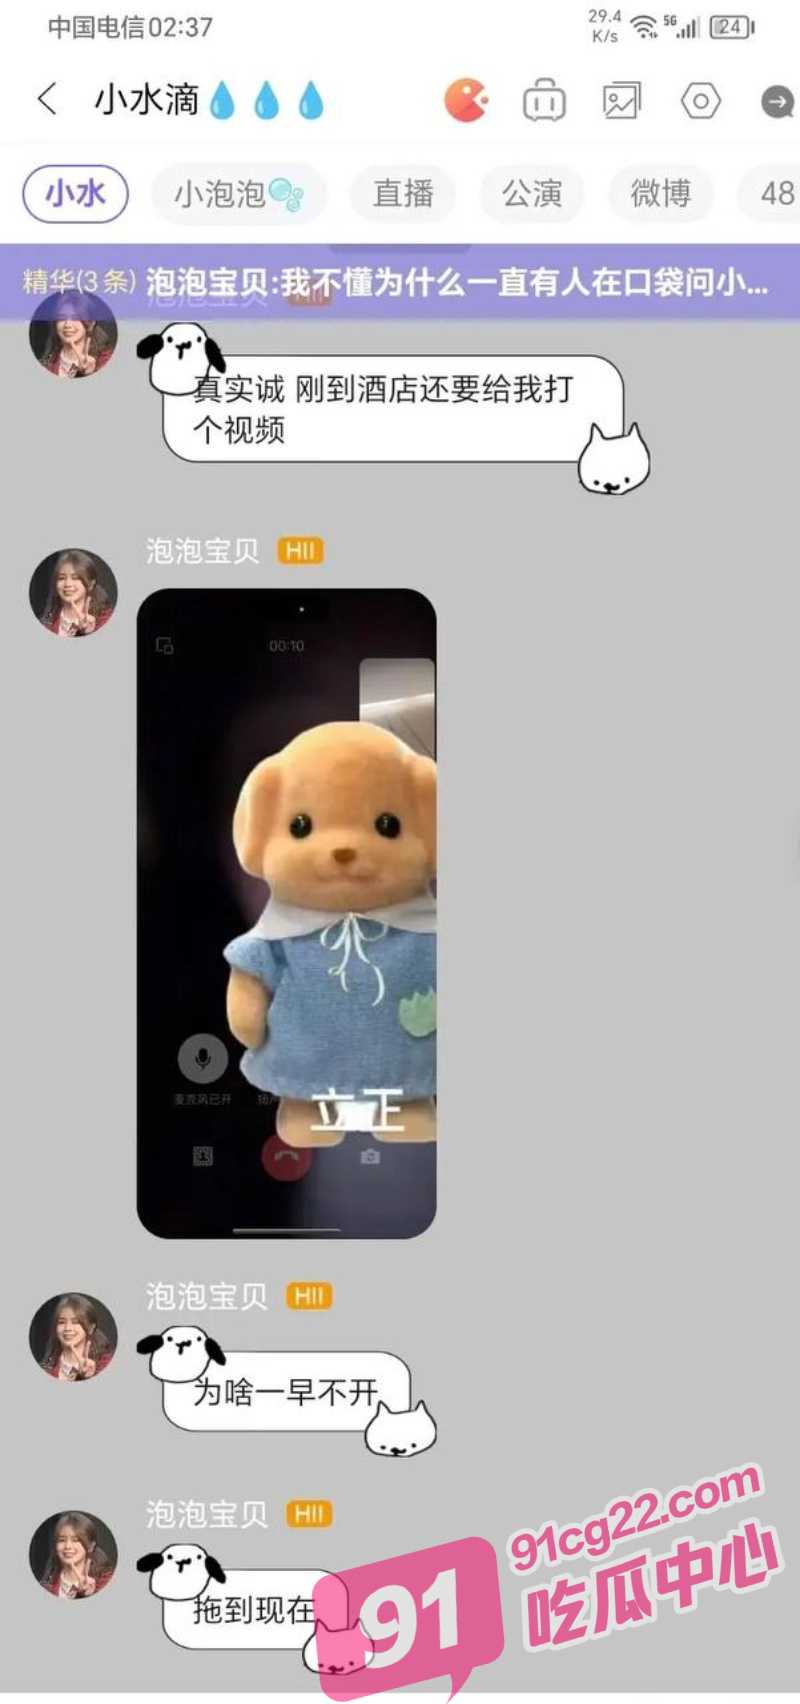 中国电信02:37
29.4
K/s
5G
24
小水滴
小水
小泡泡
直播
公演
微博
48
精华(3条) 泡泡宝贝:我不懂为什么一直有人在口袋问小...
真实诚 刚到酒店还要给我打
个视频
泡泡宝贝 HII
00:10
麦克风已开
立正
泡泡宝贝 HII
为啥一早不开
泡泡宝贝 HII
拖到现在
91
91cg22.com
吃瓜中心